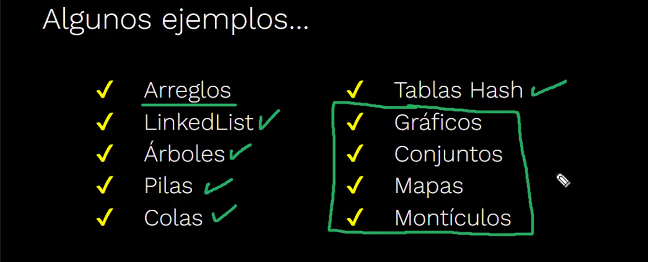 Algunos ejemplos...
✓ Arreglos
✓ LinkedList
✓ Árboles
✓ Pilas
✓ Colas
✓ Tablas Hash
✓ Gráficos
✓ Conjuntos
✓ Mapas
✓ Montículos